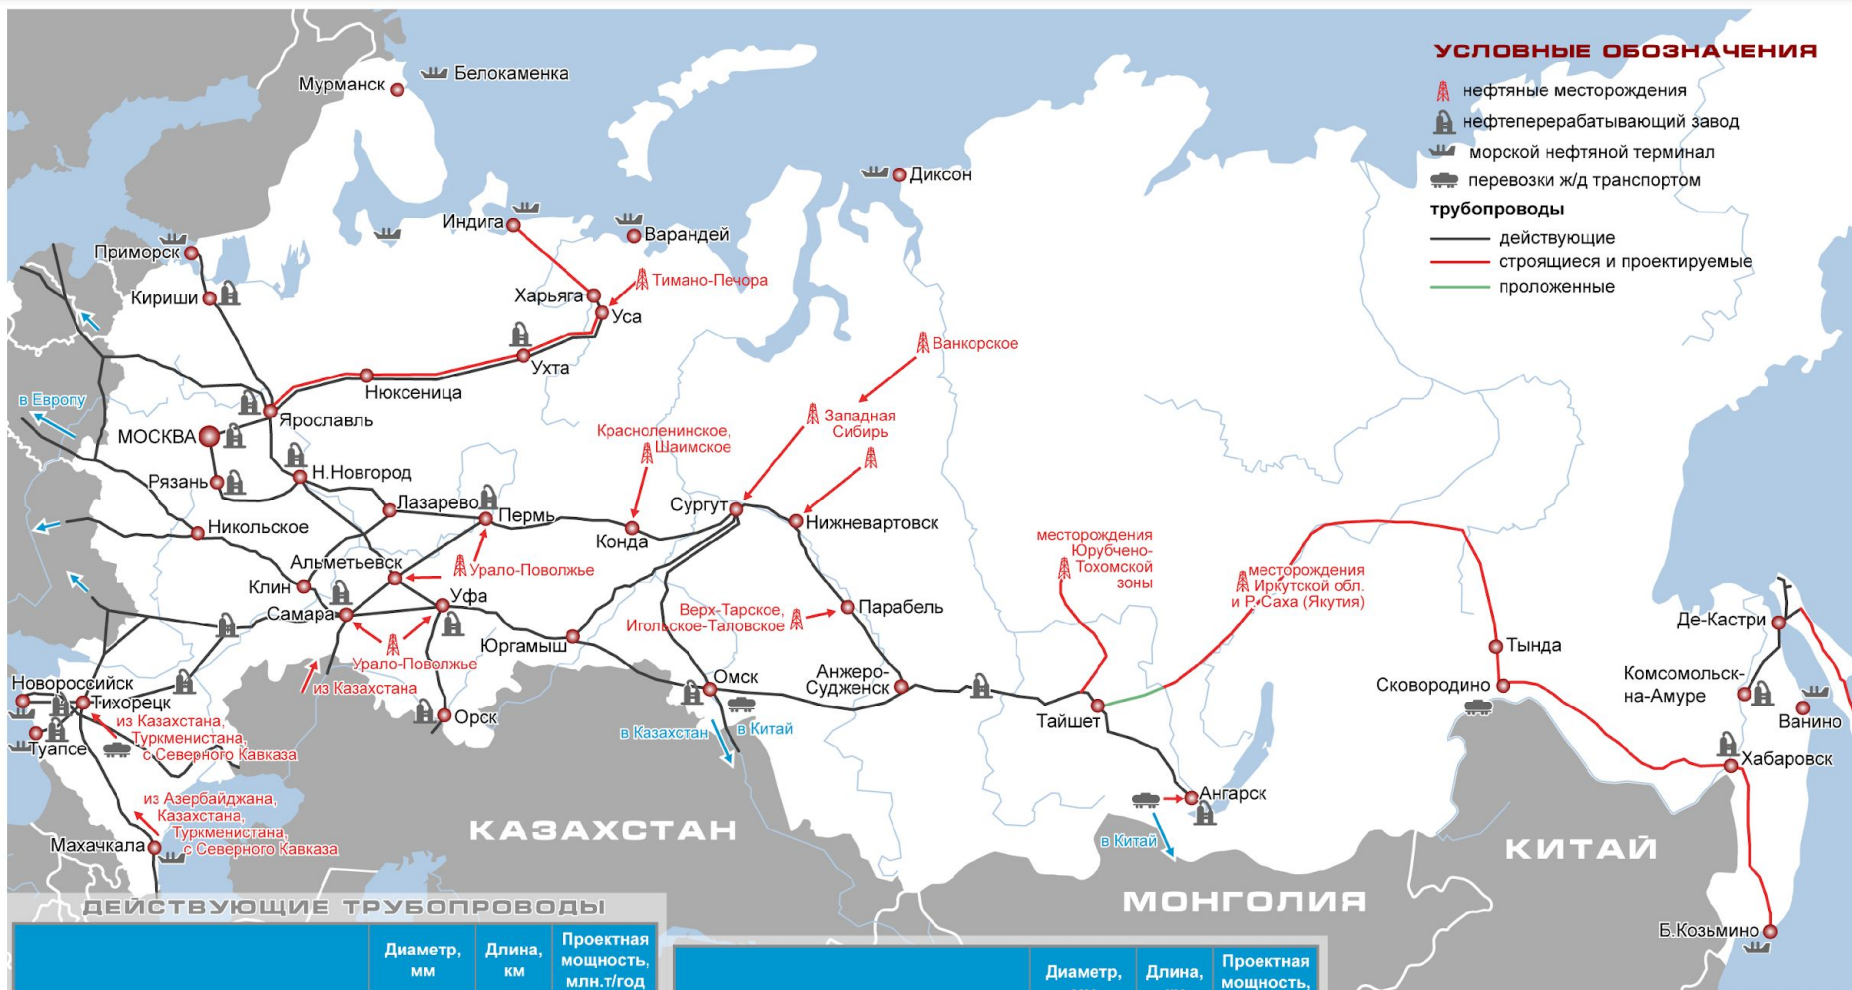 УСЛОВНЫЕ ОБОЗНАЧЕНИЯ
нефтяные месторождения
нефтеперерабатывающий завод
морской нефтяной терминал
перевозки ж/д транспортом
трубопроводы
действующие
строящиеся и проектируемые
проложенные
Белокаменка
Мурманск
Диксон
Индига
Варандей
Приморск
Тимано-Печора
Харьяга
Кириши
Уса
Ванкорское
Ухта
Нюксеница
в Европу
Западная
Сибирь
Ярославль
МОСКВА
Красноленинское,
Шаимское
Н.Новгород
Рязань
Лазарево
Пермь
Сургут
Нижневартовск
Никольское
Конда
месторождения
Юрубчено-
Тохомской
зоны
Альметьевск
Урало-Поволжье
месторождения
Иркутской обл.
и Р.Саха (Якутия)
Клин
Уфа
Самара
Верх-Тарское,
Игольское-Таловское
Парабель
Де-Кастри
Юргамыш
Тында
Урало-Поволжье
Анжеро-
Судженск
Комсомольск-
на-Амуре
Новороссийск
из Казахстана
Омск
Сковородино
Тихорецк
Орск
Тайшет
Ванино
из Казахстана,
Туркменистана,
с Северного Кавказа
в Казахстан
в Китай
Туапсе
Хабаровск
Ангарск
из Азербайджана,
Казахстана,
Туркменистана,
с Северного Кавказа
Махачкала
КАЗАХСТАН
в Китай
КИТАЙ
МОНГОЛИЯ
Б.Козьмино
ДЕЙСТВУЮЩИЕ ТРУБОПРОВОДЫ
Диаметр,
мм
Длина,
км
Проектная
мощность,
млн.т/год
Диаметр,
Длина,
Проектная
мощность,